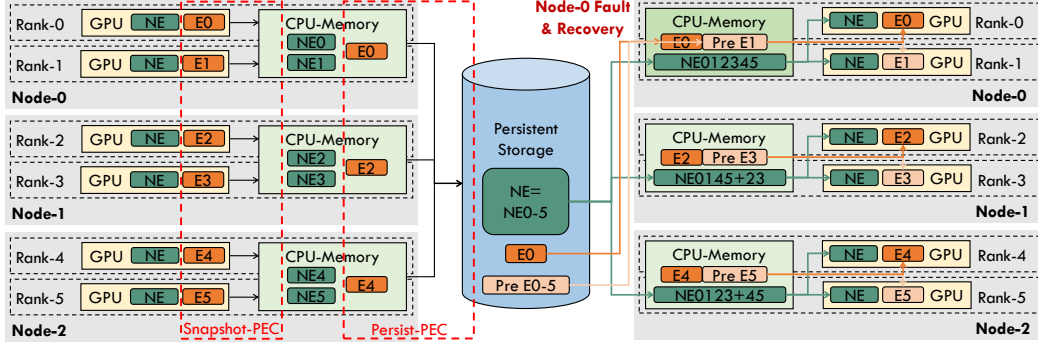 Rank-0
GPU
NE
E0
Rank-1
GPU
NE
E1
Node-0
CPU-Memory
NE0
NE1
E0
Rank-2
GPU
NE
E2
Rank-3
GPU
NE
E3
Node-1
CPU-Memory
NE2
NE3
E2
Rank-4
GPU
NE
E4
Rank-5
GPU
NE
E5
Node-2
CPU-Memory
NE4
NE5
E4
Snapshot-PEC
Persist-PEC
Persistent
Storage
NE=
NE0-5
E0
Pre E0-5
Node-0 Fault
& Recovery
CPU-Memory
E0
Pre E1
NE012345
NE
E0
GPU
Rank-0
NE
E1
GPU
Rank-1
Node-0
CPU-Memory
E2
Pre E3
NE0145+23
NE
E2
GPU
Rank-2
NE
E3
GPU
Rank-3
Node-1
CPU-Memory
E4
Pre E5
NE0123+45
NE
E4
GPU
Rank-4
NE
E5
GPU
Rank-5
Node-2